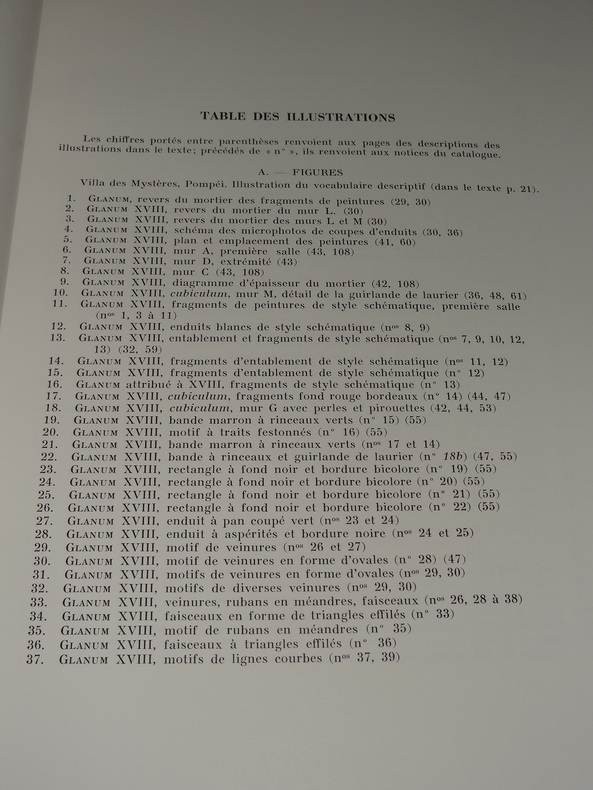 TABLE DES ILLUSTRATIONS
Les chiffres portés entre parenthèses renvoient aux pages des descriptions des
illustrations dans le texte; précédés de « n° », ils renvoient aux notices du catalogue.
A. — FIGURES
Villa des Mystères, Pompéi. Illustration du vocabulaire descriptif (dans le texte p. 21).
1. GLANUM, revers du mortier des fragments de peintures (29, 30)
2. GLANUM XVIII, revers du mortier du mur L. (30)
3. GLANUM XVIII, revers du mortier des murs L et M (30)
4. GLANUM XVIII, schéma des microphotos de coupes d'enduits (30, 36)
5. GLANUM XVIII, plan et emplacement des peintures (41, 60)
6. GLANUM XVIII, mur A, première salle (43, 108)
7. GLANUM XVIII, mur D, extrémité (43)
8. GLANUM XVIII, mur C (43, 108)
9. GLANUM XVIII, diagramme d'épaisseur du mortier (42, 108)
10. GLANUM XVIII, cubiculum, mur M, détail de la guirlande de laurier (36, 48, 61)
11. GLANUM XVIII, fragments de peintures de style schématique, première salle
(nos 1, 3 à 11)
12. GLANUM XVIII, enduits blancs de style schématique (nos 8, 9)
13. GLANUM XVIII, entablement et fragments de style schématique (nos 7, 9, 10, 12,
13) (32, 59)
14. GLANUM XVIII, fragments d'entablement de style schématique (nos 11, 12)
15. GLANUM XVIII, fragments d'entablement de style schématique (n° 12)
16. GLANUM attribué à XVIII, fragments de style schématique (n° 13)
17. GLANUM XVIII, cubiculum, fragments fond rouge bordeaux (n° 14) (44, 47)
18. GLANUM XVIII, cubiculum, mur G avec perles et pirouettes (42, 44, 53)
19. GLANUM XVIII, bande marron à rinceaux verts (n° 15) (55)
20. GLANUM XVIII, motif à traits festonnés (n° 16) (55)
21. GLANUM XVIII, bande marron à rinceaux verts (nos 17 et 14)
22. GLANUM XVIII, bande à rinceaux et guirlande de laurier (n° 18b) (47, 55)
23. GLANUM XVIII, rectangle à fond noir et bordure bicolore (n° 19) (55)
24. GLANUM XVIII, rectangle à fond noir et bordure bicolore (n° 20) (55)
25. GLANUM XVIII, rectangle à fond noir et bordure bicolore (n° 21) (55)
26. GLANUM XVIII, rectangle à fond noir et bordure bicolore (n° 22) (55)
27. GLANUM XVIII, enduit à pan coupé vert (nos 23 et 24)
28. GLANUM XVIII, enduit à aspérités et bordure noire (nos 24 et 25)
29. GLANUM XVIII, motif de veinures (nos 26 et 27)
30. GLANUM XVIII, motif de veinures en forme d'ovales (n° 28) (47)
31. GLANUM XVIII, motifs de veinures en forme d'ovales (nos 29, 30)
32. GLANUM XVIII, motifs de diverses veinures (nos 29, 30)
33. GLANUM XVIII, veinures, rubans en méandres, faisceaux (nos 26, 28 à 38)
34. GLANUM XVIII, faisceaux en forme de triangles effilés (n° 33)
35. GLANUM XVIII, motif de rubans en méandres (n° 35)
36. GLANUM XVIII, faisceaux à triangles effilés (n° 36)
37. GLANUM XVIII, motifs de lignes courbes (nos 37, 39)